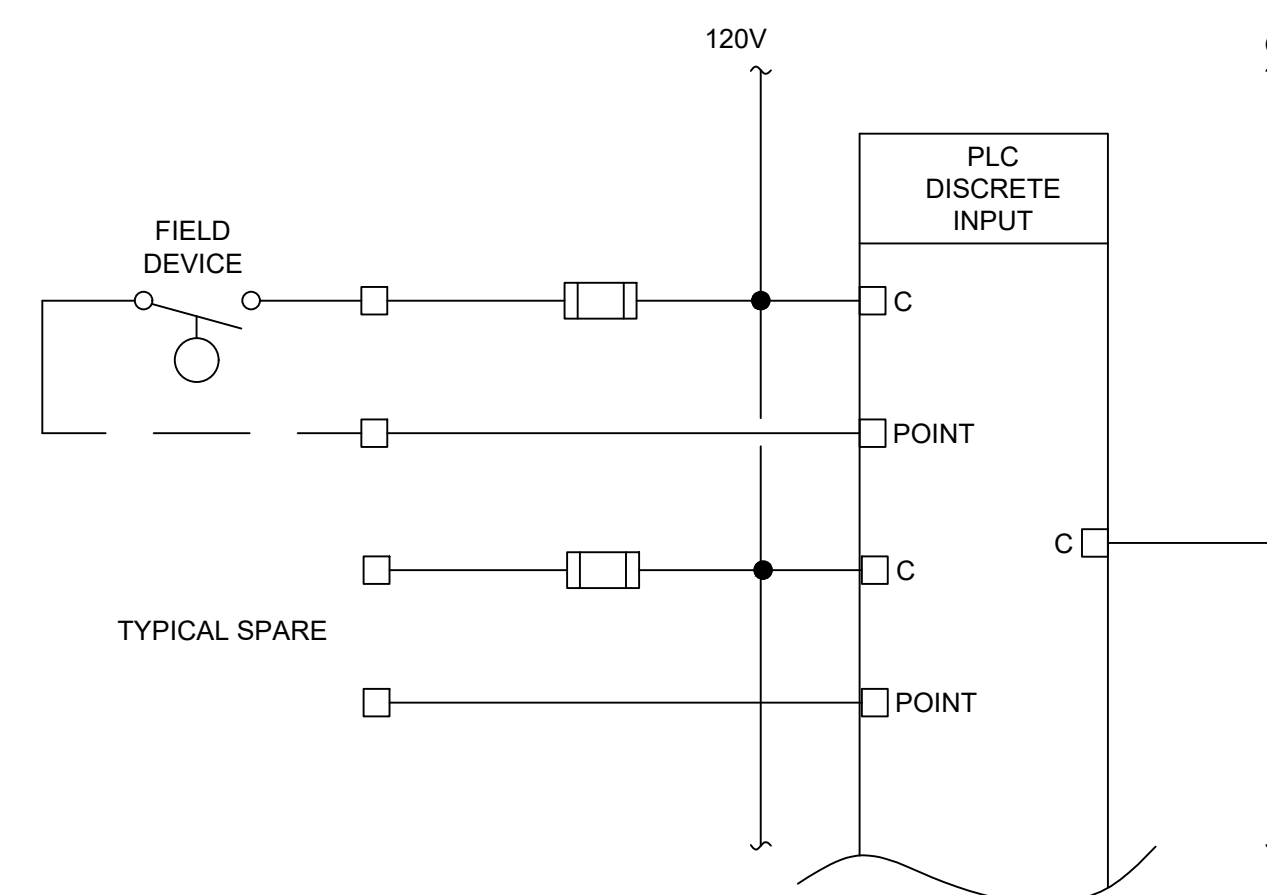 120V
PLC
DISCRETE
INPUT
FIELD
DEVICE
C
POINT
C
C
TYPICAL SPARE
POINT